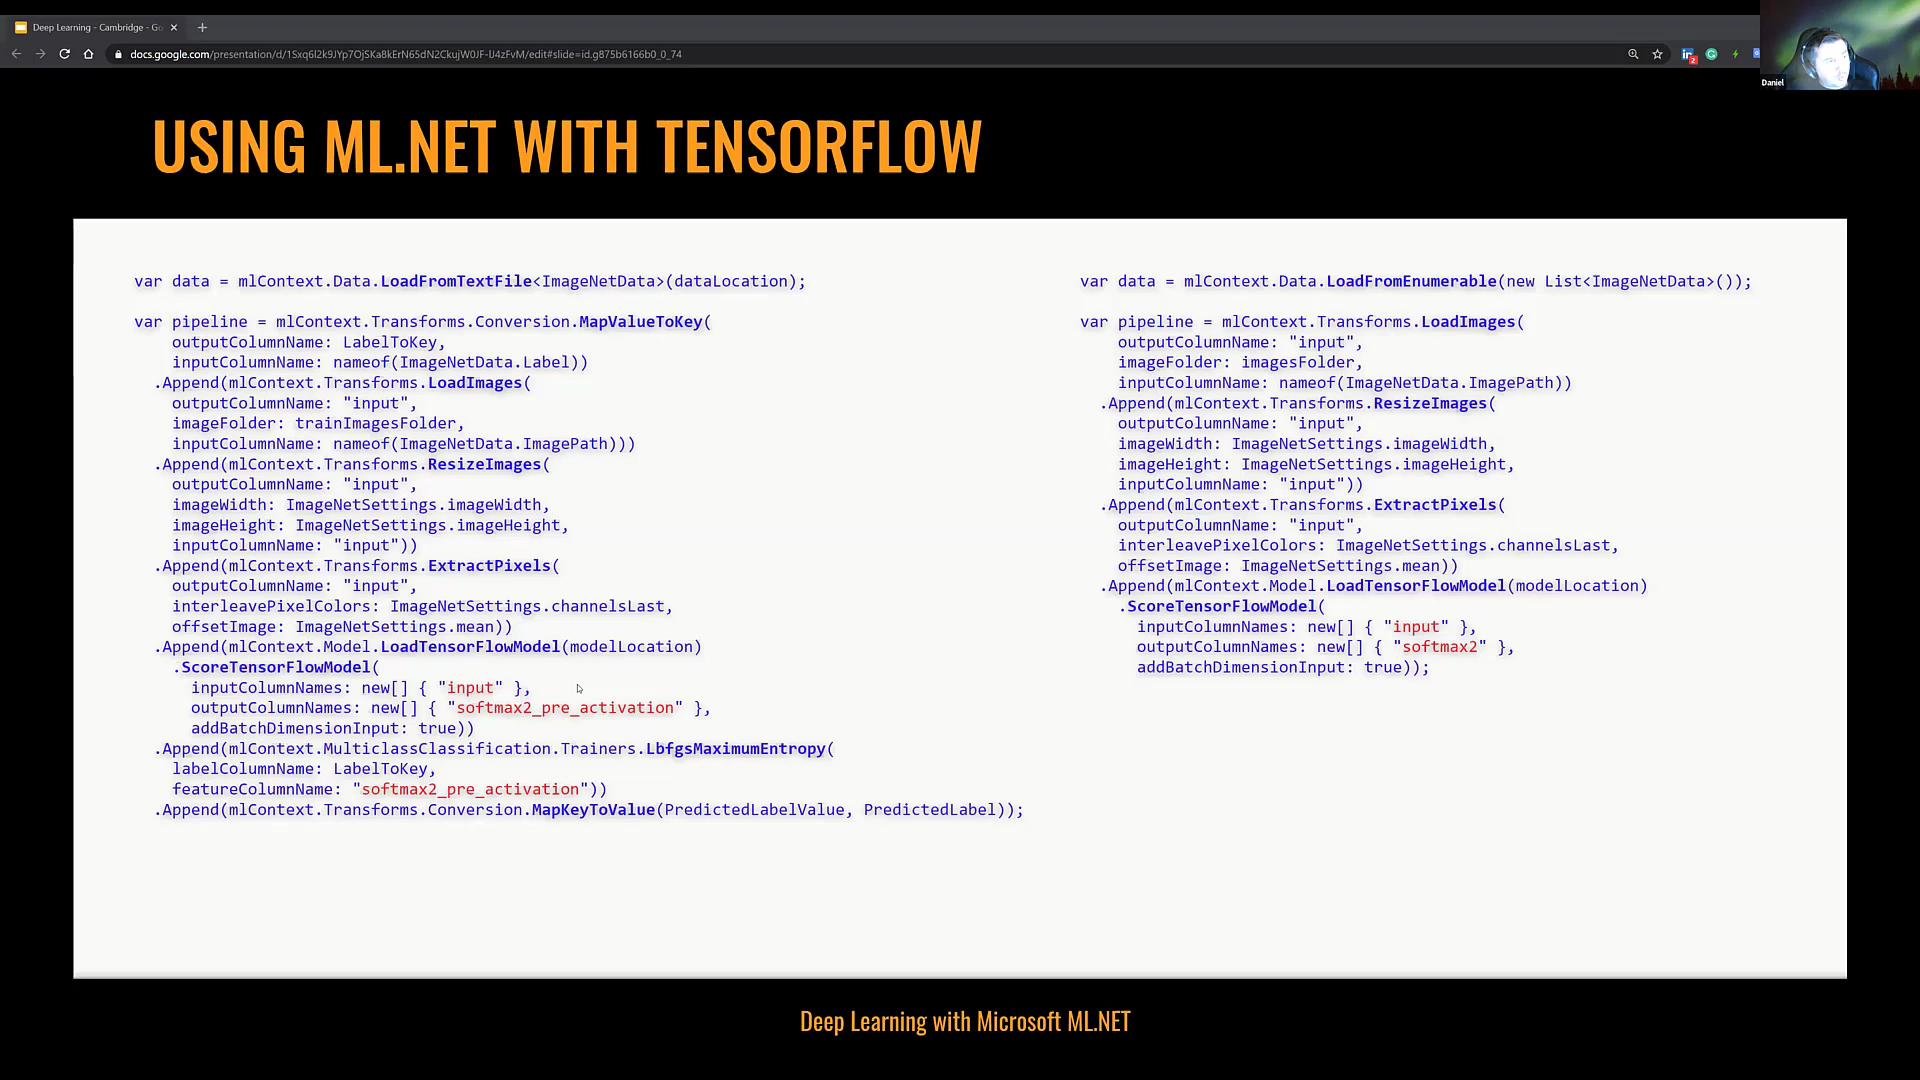 Deep Learning - Cambridge - Go
docs.google.com/presentation/d/1Sxq6l2k9JYp7OjSKa8kErN65dN2CkujW0JF-IJ4zFvM/edit#slide=id.g875b6166b0_0_74
2
Daniel
USING ML.NET WITH TENSORFLOW
var data = mlContext.Data.LoadFromTextFile<ImageNetData>(dataLocation);
var pipeline = mlContext.Transforms.Conversion.MapValueToKey(
outputColumnName: LabelToKey,
inputColumnName: nameof(ImageNetData.Label))
.Append(mlContext.Transforms.LoadImages(
outputColumnName: "input",
imageFolder: trainImagesFolder,
inputColumnName: nameof(ImageNetData.ImagePath)))
.Append(mlContext.Transforms.ResizeImages(
outputColumnName: "input",
imageWidth: ImageNetSettings.imageWidth,
imageHeight: ImageNetSettings.imageHeight,
inputColumnName: "input"))
.Append(mlContext.Transforms.ExtractPixels(
outputColumnName: "input",
interleavePixelColors: ImageNetSettings.channelsLast,
offsetImage: ImageNetSettings.mean))
.Append(mlContext.Model.LoadTensorFlowModel(modelLocation)
.ScoreTensorFlowModel(
inputColumnNames: new[] { "input" },
outputColumnNames: new[] { "softmax2_pre_activation" },
addBatchDimensionInput: true))
.Append(mlContext.MulticlassClassification.Trainers.LbfgsMaximumEntropy(
labelColumnName: LabelToKey,
featureColumnName: "softmax2_pre_activation"))
.Append(mlContext.Transforms.Conversion.MapKeyToValue(PredictedLabelValue, PredictedLabel));
var data = mlContext.Data.LoadFromEnumerable(new List<ImageNetData>());
var pipeline = mlContext.Transforms.LoadImages(
outputColumnName: "input",
imageFolder: imagesFolder,
inputColumnName: nameof(ImageNetData.ImagePath))
.Append(mlContext.Transforms.ResizeImages(
outputColumnName: "input",
imageWidth: ImageNetSettings.imageWidth,
imageHeight: ImageNetSettings.imageHeight,
inputColumnName: "input"))
.Append(mlContext.Transforms.ExtractPixels(
outputColumnName: "input",
interleavePixelColors: ImageNetSettings.channelsLast,
offsetImage: ImageNetSettings.mean))
.Append(mlContext.Model.LoadTensorFlowModel(modelLocation)
.ScoreTensorFlowModel(
inputColumnNames: new[] { "input" },
outputColumnNames: new[] { "softmax2" },
addBatchDimensionInput: true));
Deep Learning with Microsoft ML.NET